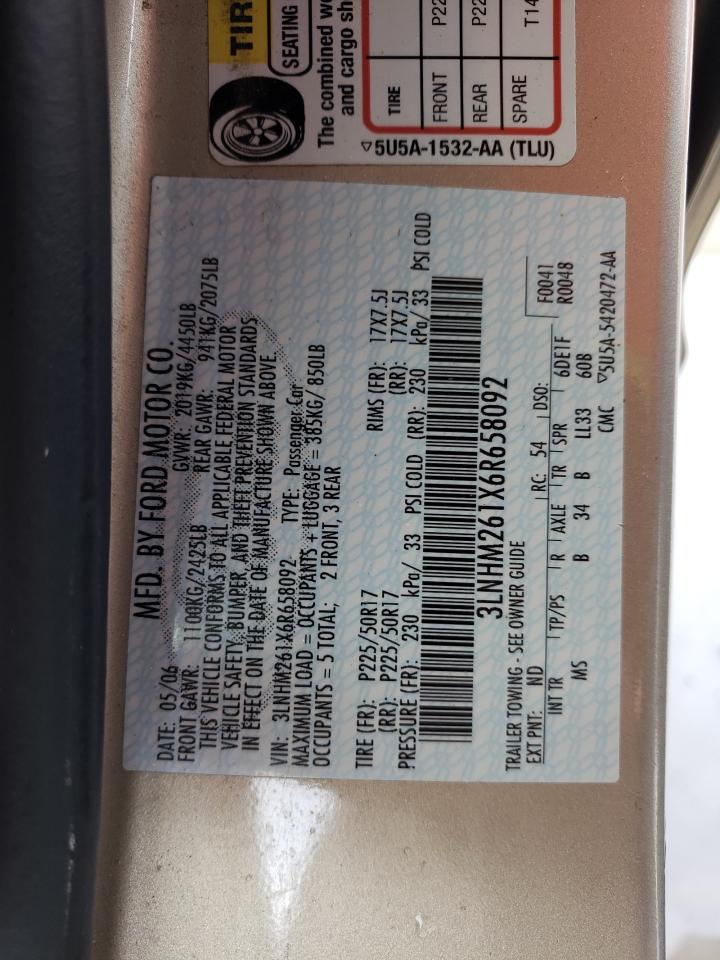 TIR
SEATING
The combined we
and cargo sh
TIRE
FRONT P22
REAR P22
SPARE T14
5U5A-1532-AA (TLU)
MFD. BY FORD MOTOR CO.
DATE: 05/06 GVWR: 2019KG/4450LB
FRONT GAWR: 1100KG/2425LB REAR GAWR: 941KG/2075LB
THIS VEHICLE CONFORMS TO ALL APPLICABLE FEDERAL MOTOR
VEHICLE SAFETY, BUMPER, AND THEFT PREVENTION STANDARDS
IN EFFECT ON THE DATE OF MANUFACTURE SHOWN ABOVE.
VIN: 3LNHM261X6R658092 TYPE: Passenger Car
MAXIMUM LOAD = OCCUPANTS + LUGGAGE = 385KG/ 850LB
OCCUPANTS = 5 TOTAL; 2 FRONT, 3 REAR
TIRE (FR): P225/50R17 RIMS (FR): 17X7.5J
(RR): P225/50R17 (RR): 17X7.5J
PRESSURE (FR): 230 kPa/ 33 PSI COLD (RR): 230 kPa/ 33 PSI COLD
3LNHM261X6R658092
TRAILER TOWING - SEE OWNER GUIDE F0041
EXT PNT: ND RC: 54 DSO: R0048
INT TR TP/PS R AXLE TR SPR 6DE1F
MS B 34 B LL33 60B
CMC ▽5U5A-5420472-AA